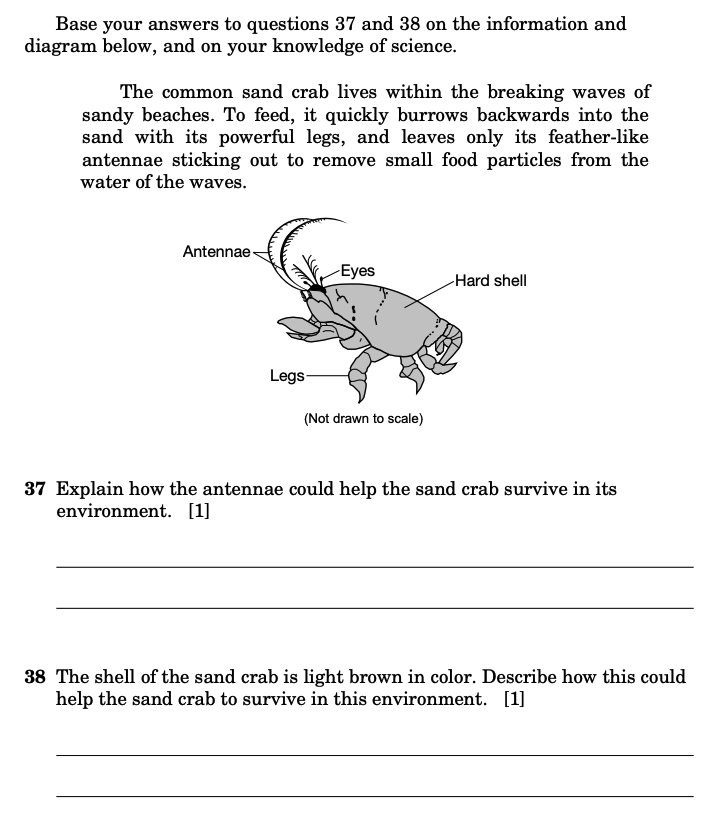 Base your answers to questions 37 and 38 on the information and
diagram below, and on your knowledge of science.
The common sand crab lives within the breaking waves of
sandy beaches. To feed, it quickly burrows backwards into the
sand with its powerful legs, and leaves only its feather-like
antennae sticking out to remove small food particles from the
water of the waves.
Antennae
Eyes
Hard shell
Legs
(Not drawn to scale)
37 Explain how the antennae could help the sand crab survive in its
environment. [1]
38 The shell of the sand crab is light brown in color. Describe how this could
help the sand crab to survive in this environment. [1]